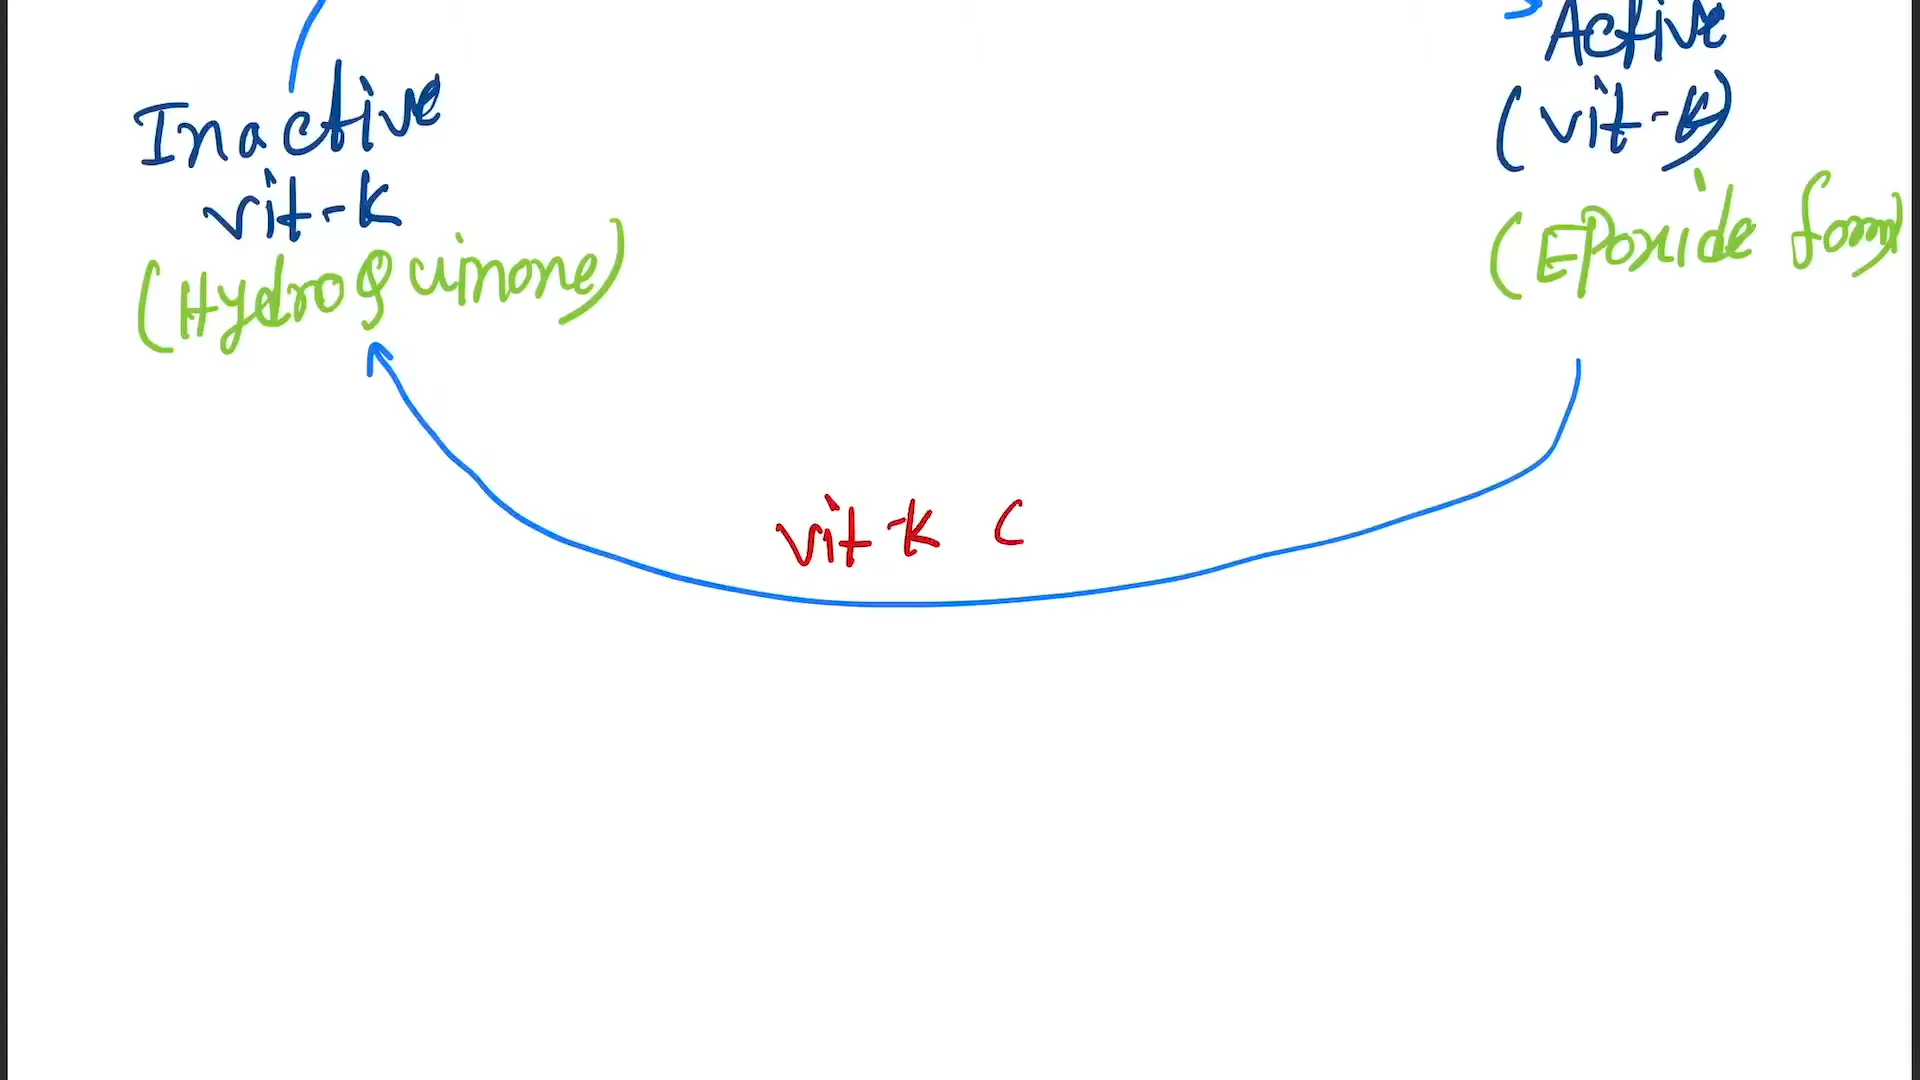 Inactive
vit-k
(HydroQuinone)
Active
(vit-k)
(Epoxide form)
vit-k C